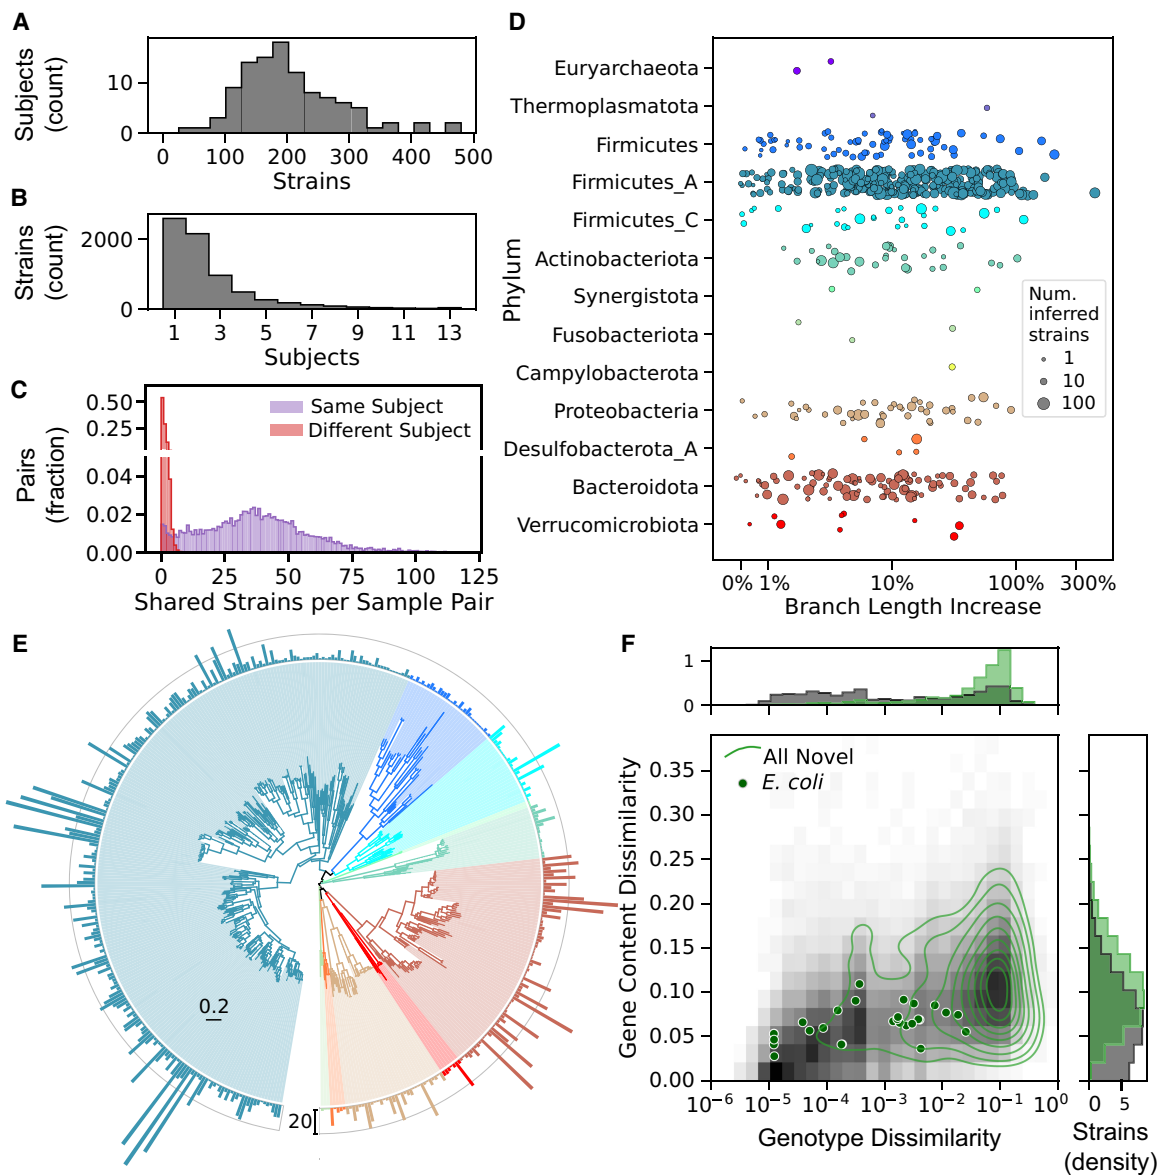 A
Subjects
(count)
10
0
0 100 200 300 400 500
Strains
B
Strains
(count)
2000
0
1 3 5 7 9 11 13
Subjects
C
Pairs
(fraction)
0.50
0.25
0.04
0.02
0.00
Same Subject
Different Subject
0 25 50 75 100 125
Shared Strains per Sample Pair
D
Phylum
Euryarchaeota
Thermoplasmatota
Firmicutes
Firmicutes_A
Firmicutes_C
Actinobacteriota
Synergistota
Fusobacteriota
Campylobacterota
Proteobacteria
Desulfobacterota_A
Bacteroidota
Verrucomicrobiota
Num.
inferred
strains
1
10
100
0% 1% 10% 100% 300%
Branch Length Increase
E
0.2
20
F
1
0
Gene Content Dissimilarity
0.35
0.30
0.25
0.20
0.15
0.10
0.05
0.00
All Novel
E. coli
10⁻⁶ 10⁻⁵ 10⁻⁴ 10⁻³ 10⁻² 10⁻¹ 10⁰
Genotype Dissimilarity
0 5
Strains
(density)